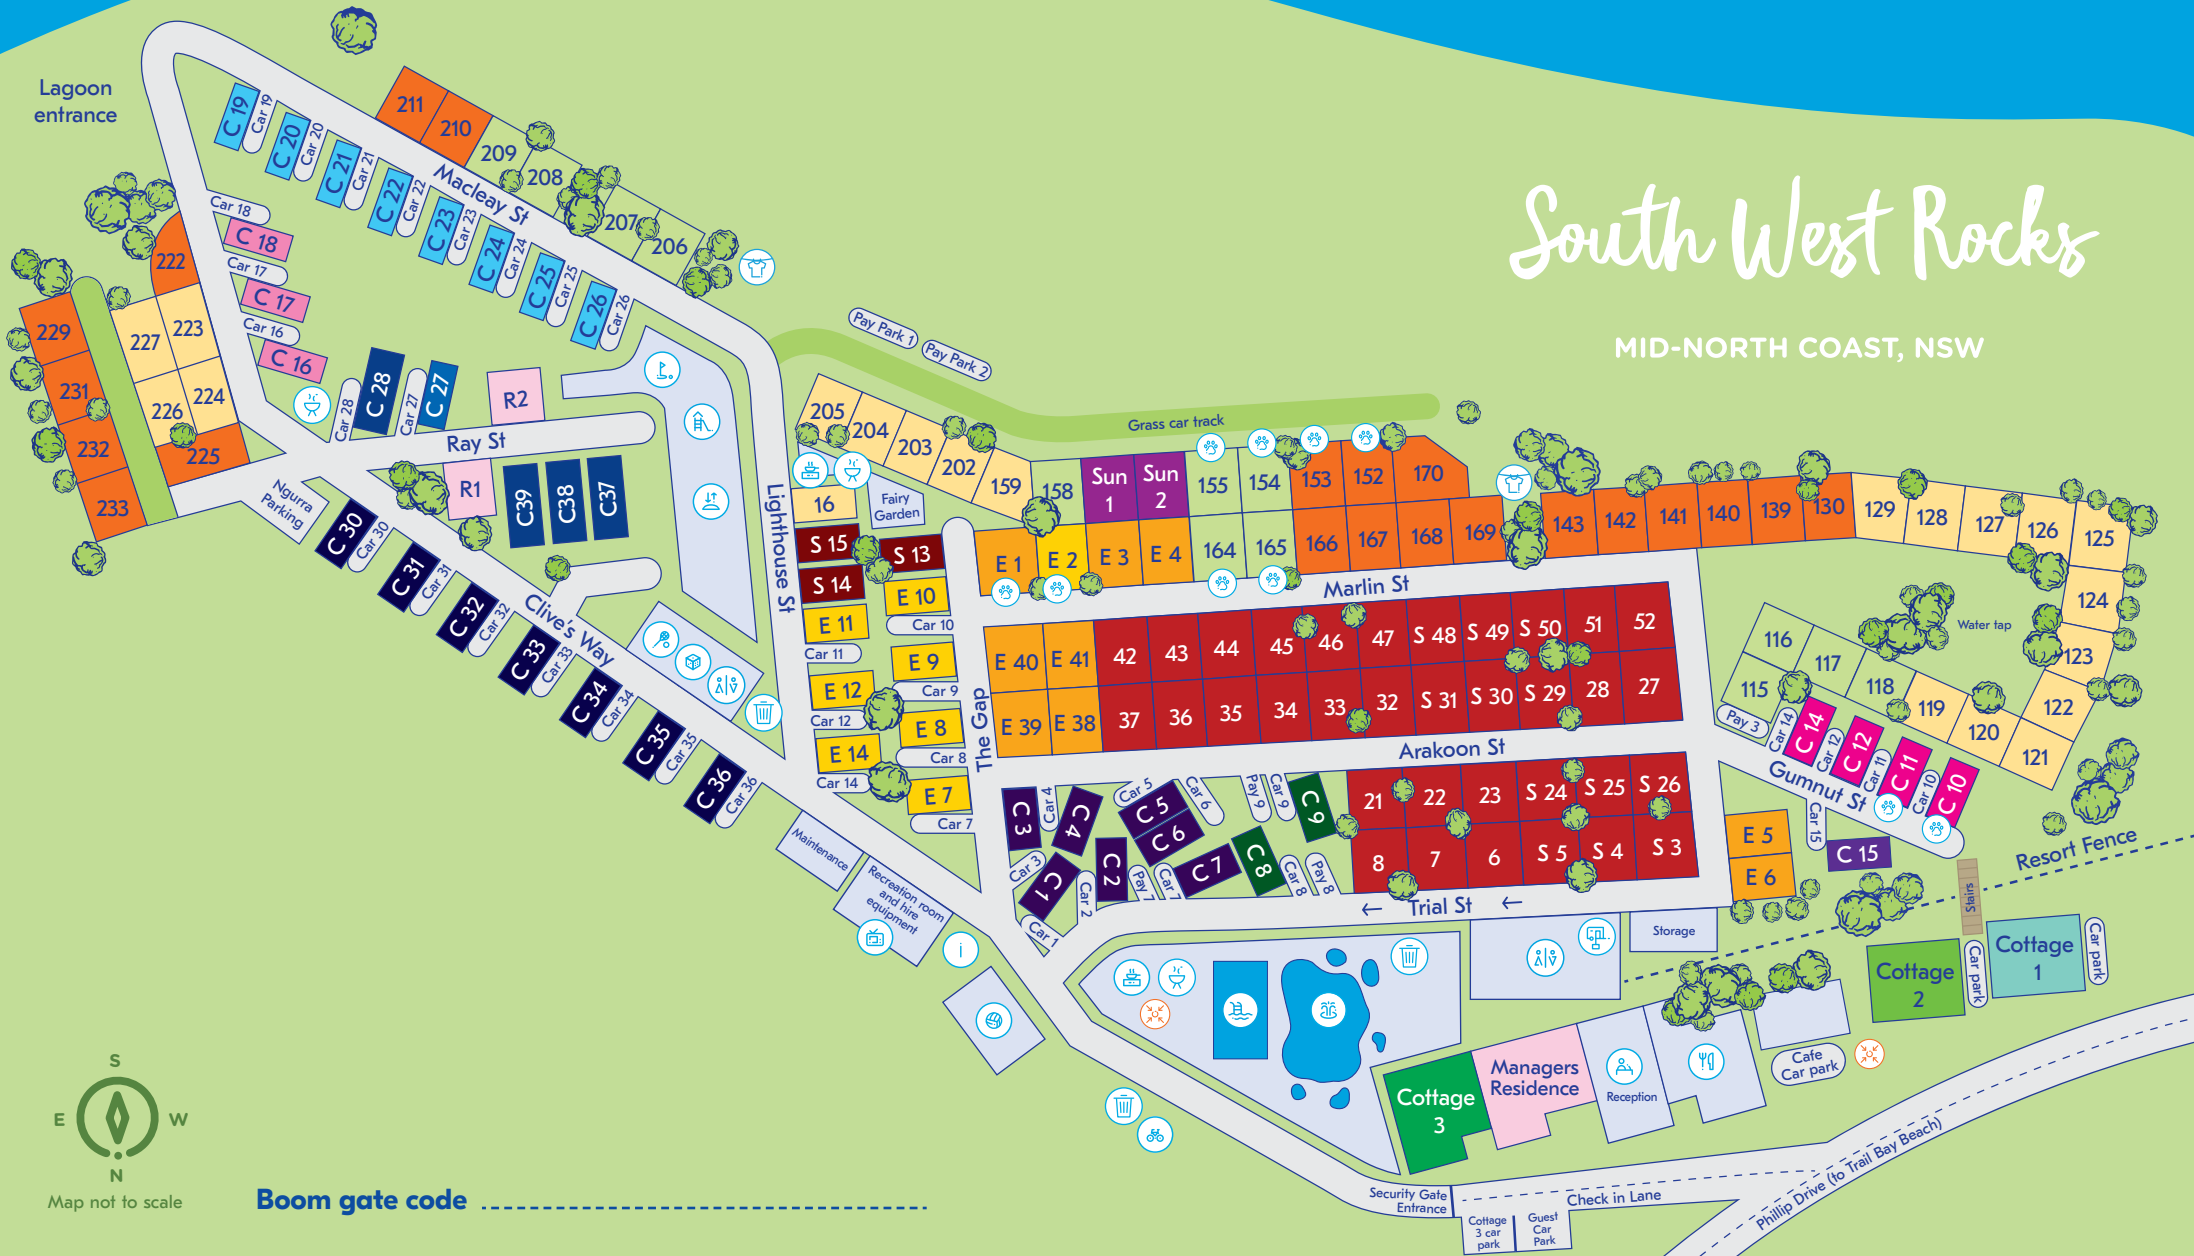 South West Rocks
MID-NORTH COAST, NSW
Lagoon
entrance
C 19
Car 19
C 20
Car 20
C 21
Car 21
C 22
Car 22
C 23
Car 23
C 24
Car 24
C 25
Car 25
C 26
Car 26
211
210
209
208
207
206
Macleay St
Car 18
C 18
Car 17
C 17
Car 16
C 16
222
223
227
224
226
225
229
231
232
233
Car 28
C 28
Car 27
C 27
R2
Ray St
R1
C39
C38
C37
Ngurra
Parking
C 30
Car 30
C 31
Car 31
C 32
Car 32
C 33
Car 33
C 34
Car 34
C 35
Car 35
C 36
Car 36
Clive's Way
Lighthouse St
Pay Park 1
Pay Park 2
Grass car track
205
204
203
202
159
158
Sun
1
Sun
2
155
154
153
152
170
16
Fairy
Garden
S 15
S 13
S 14
E 10
Car 10
E 11
Car 11
E 9
Car 9
E 12
Car 12
E 8
Car 8
E 14
Car 14
E 7
Car 7
The Gap
E 1
E 2
E 3
E 4
164
165
166
167
168
169
143
142
141
140
139
130
129
128
127
126
125
124
123
122
121
120
119
118
117
116
115
Water tap
Marlin St
E 40
E 41
42
43
44
45
46
47
S 48
S 49
S 50
51
52
E 39
E 38
37
36
35
34
33
32
S 31
S 30
S 29
28
27
Arakoon St
Pay 3
Car 14
C 14
Car 12
C 12
Car 11
C 11
Car 10
C 10
Gumnut St
Car 15
C 15
C 3
Car 4
C 4
Car 5
C 5
Car 6
C 6
Pay 9
Car 9
C 9
Car 3
C 1
Car 2
C 2
Pay 7
Car 7
C 7
C 8
Car 8
Pay 8
Car 1
21
22
23
S 24
S 25
S 26
8
7
6
S 5
S 4
S 3
E 5
E 6
← Trial St ←
Resort Fence
Stairs
Maintenance
Recreation room
and hire
equipment
i
Storage
Cottage
2
Car park
Cottage
1
Car park
Cottage
3
Managers
Residence
Reception
Cafe
Car park
Security Gate
Entrance
Check in Lane
Cottage
3 car
park
Guest
Car
Park
Phillip Drive (to Trail Bay Beach)
S
E
W
N
Map not to scale
Boom gate code